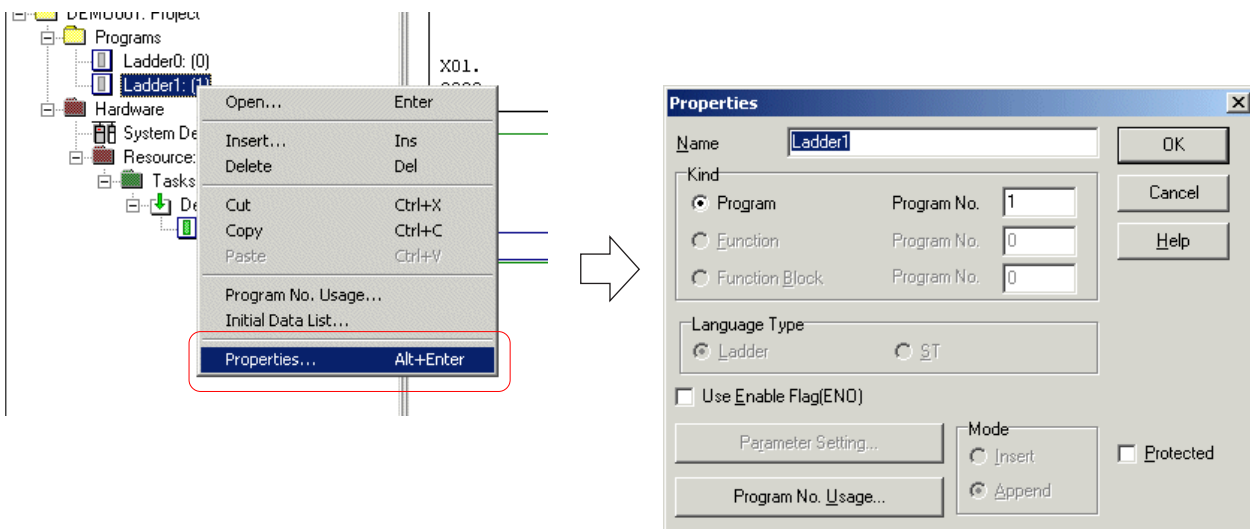 DEMO001: Project
Programs
Ladder0: (0)
Ladder1: (1)
Hardware
System De
Resource:
Tasks
De
X01.
Open... Enter
Insert... Ins
Delete Del
Cut Ctrl+X
Copy Ctrl+C
Paste Ctrl+V
Program No. Usage...
Initial Data List...
Properties... Alt+Enter
Properties
Name Ladder1 OK
Kind
Program Program No. 1 Cancel
Function Program No. 0 Help
Function Block Program No. 0
Language Type
Ladder ST
Use Enable Flag(ENO)
Parameter Setting...
Mode
Insert
Append
Protected
Program No. Usage...